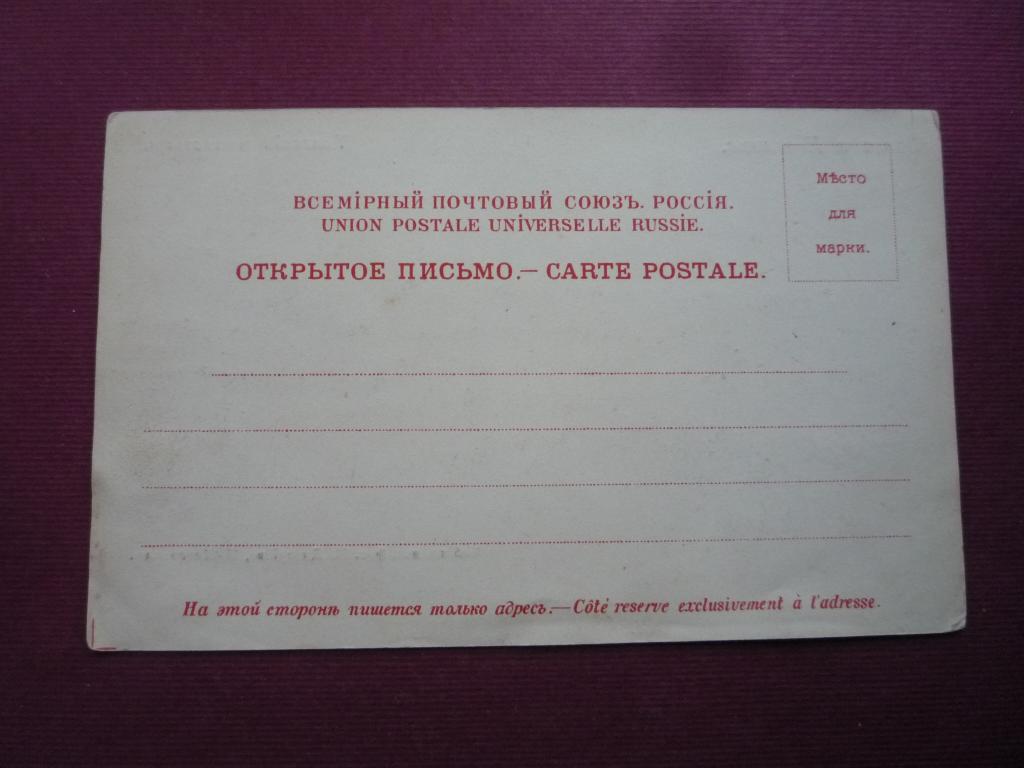 ВСЕМІРНЫЙ ПОЧТОВЫЙ СОЮЗЪ. РОССІЯ.
UNION POSTALE UNIVERSELLE RUSSIE.
ОТКРЫТОЕ ПИСЬМО.— CARTE POSTALE.
Мѣсто
для
марки.
На этой сторонѣ пишется только адресъ.—Côté reserve exclusivement à l'adresse.